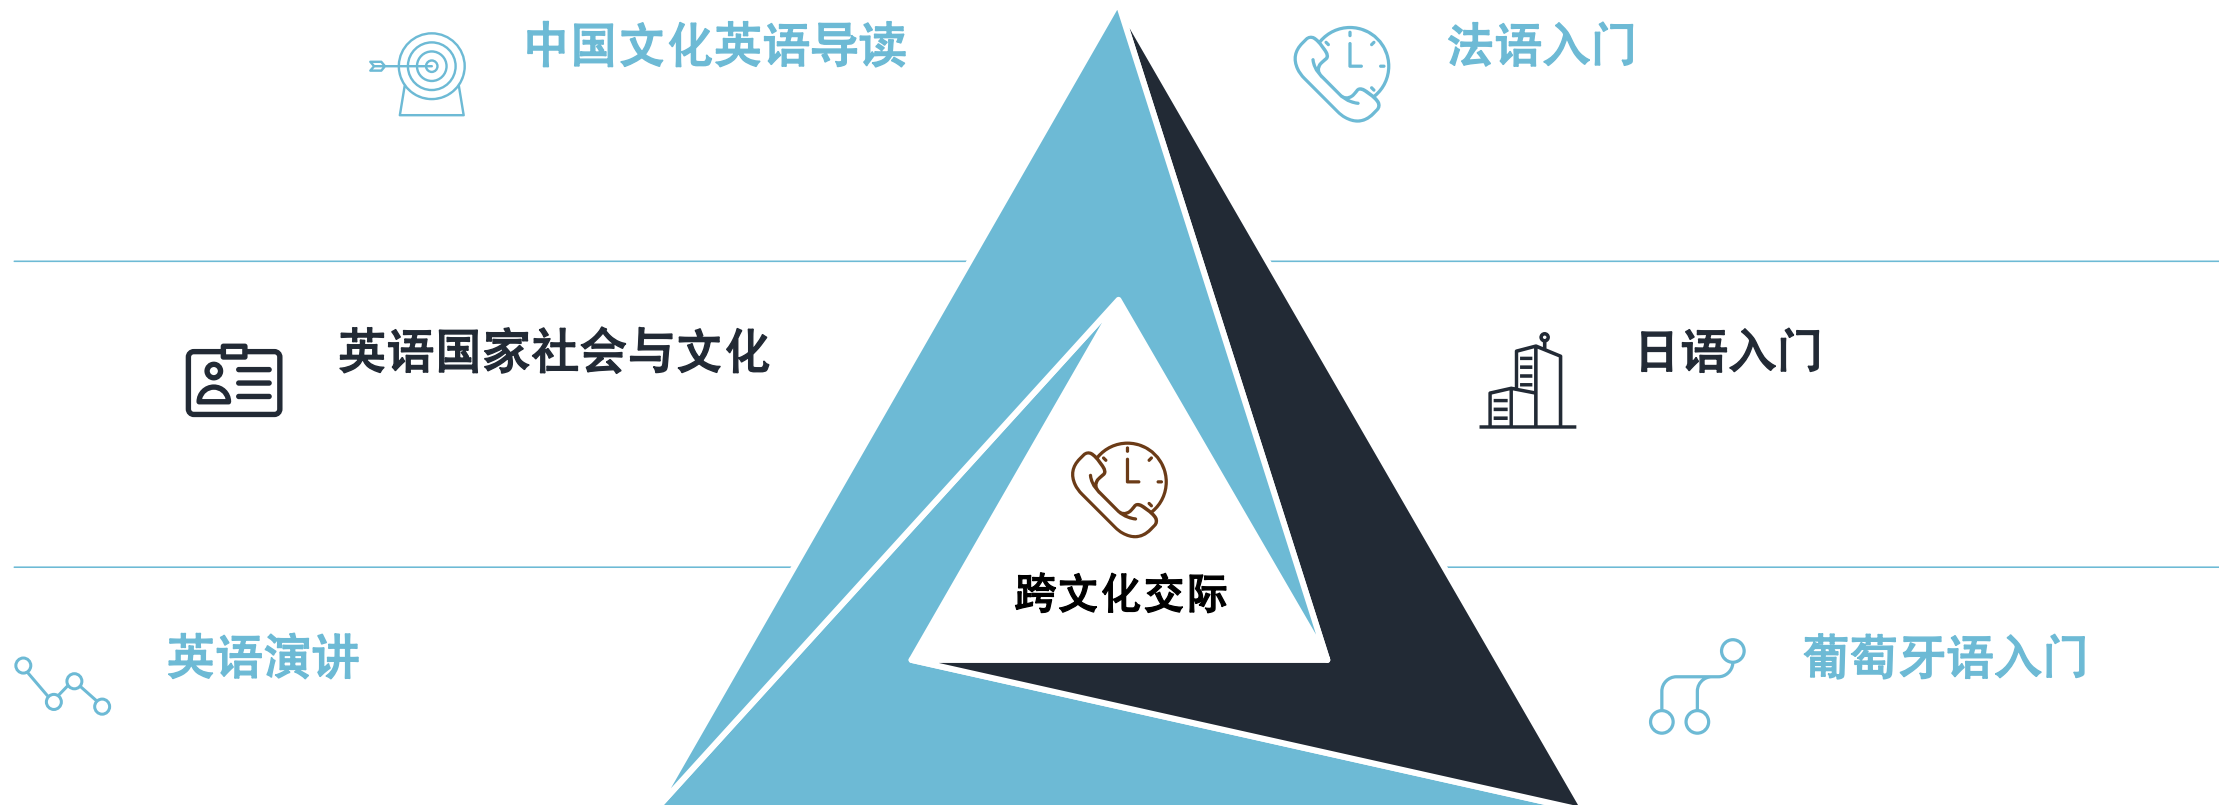 中国文化英语导读
法语入门
英语国家社会与文化
日语入门
跨文化交际
英语演讲
葡萄牙语入门